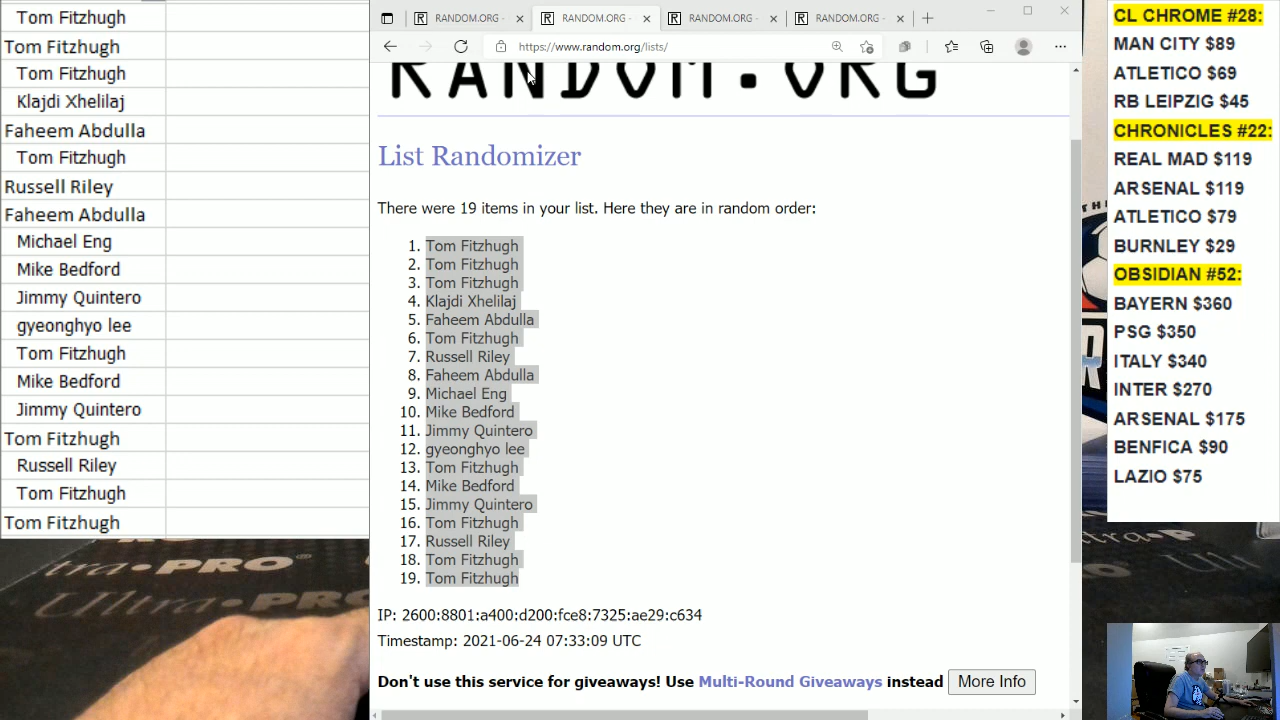 Tom Fitzhugh
Tom Fitzhugh
Tom Fitzhugh
Klajdi Xhelilaj
Faheem Abdulla
Tom Fitzhugh
Russell Riley
Faheem Abdulla
Michael Eng
Mike Bedford
Jimmy Quintero
gyeonghyo lee
Tom Fitzhugh
Mike Bedford
Jimmy Quintero
Tom Fitzhugh
Russell Riley
Tom Fitzhugh
Tom Fitzhugh
RANDOM.ORG -
RANDOM.ORG -
RANDOM.ORG -
RANDOM.ORG -
https://www.random.org/lists/
RANDOM.ORG
List Randomizer
There were 19 items in your list. Here they are in random order:
1. Tom Fitzhugh
2. Tom Fitzhugh
3. Tom Fitzhugh
4. Klajdi Xhelilaj
5. Faheem Abdulla
6. Tom Fitzhugh
7. Russell Riley
8. Faheem Abdulla
9. Michael Eng
10. Mike Bedford
11. Jimmy Quintero
12. gyeonghyo lee
13. Tom Fitzhugh
14. Mike Bedford
15. Jimmy Quintero
16. Tom Fitzhugh
17. Russell Riley
18. Tom Fitzhugh
19. Tom Fitzhugh
IP: 2600:8801:a400:d200:fce8:7325:ae29:c634
Timestamp: 2021-06-24 07:33:09 UTC
Don't use this service for giveaways! Use Multi-Round Giveaways instead More Info
CL CHROME #28:
MAN CITY $89
ATLETICO $69
RB LEIPZIG $45
CHRONICLES #22:
REAL MAD $119
ARSENAL $119
ATLETICO $79
BURNLEY $29
OBSIDIAN #52:
BAYERN $360
PSG $350
ITALY $340
INTER $270
ARSENAL $175
BENFICA $90
LAZIO $75
ultra•PRO®
Ultra•PRO